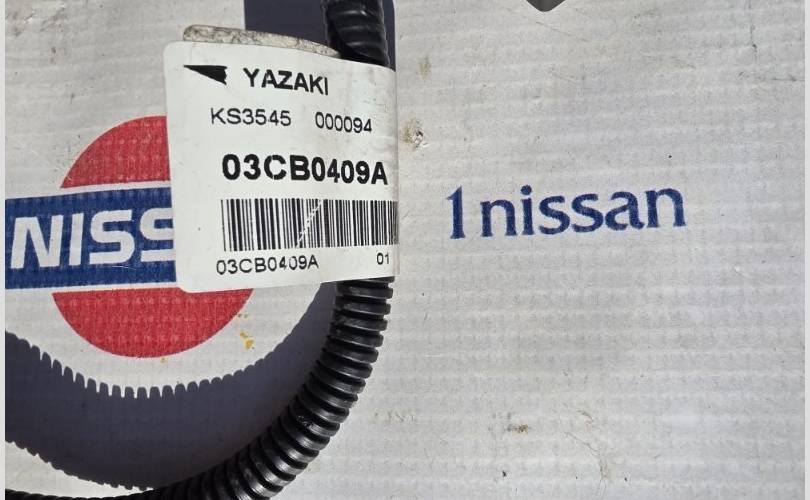 YAZAKI
KS3545 000094
03CB0409A
03CB0409A 01
NISS
1nissan